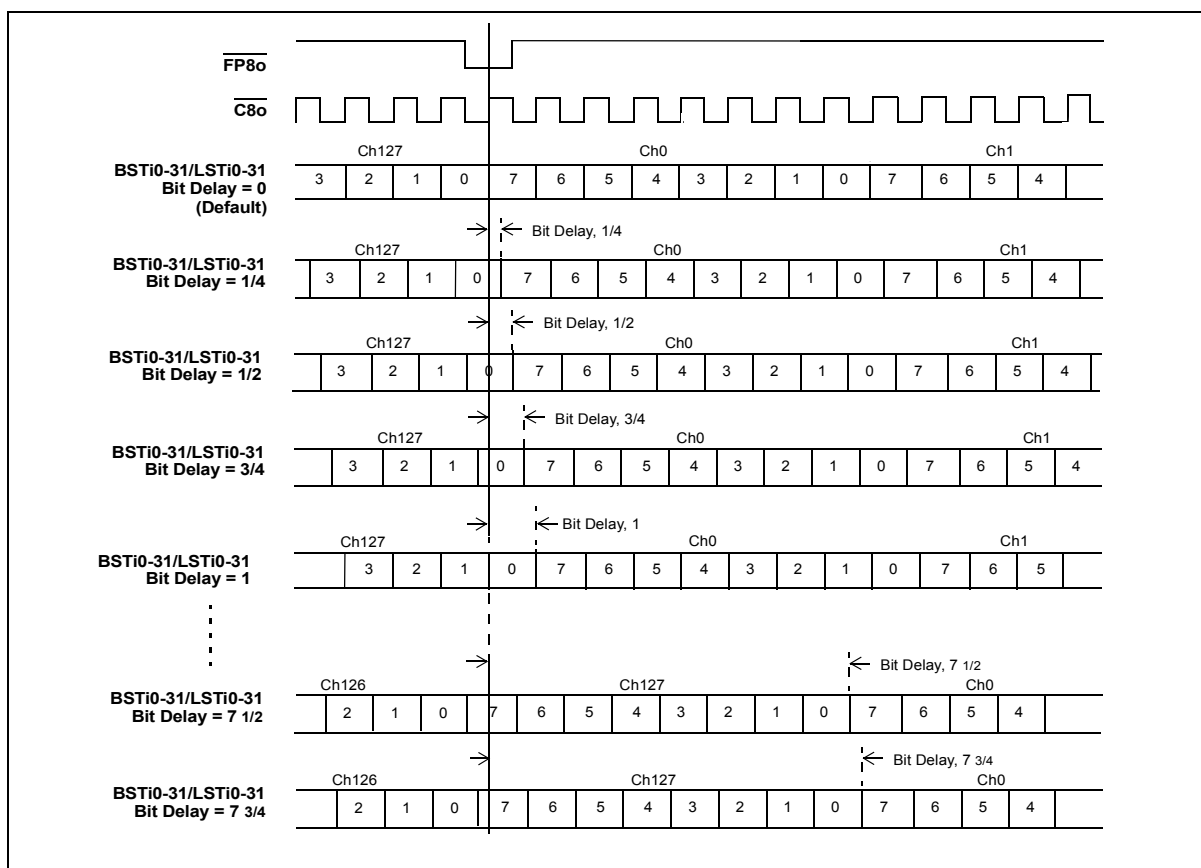 FP8o
C8o
Ch127 Ch0 Ch1
BSTi0-31/LSTi0-31
Bit Delay = 0
(Default)
3 2 1 0 7 6 5 4 3 2 1 0 7 6 5 4
Bit Delay, 1/4
Ch127 Ch0 Ch1
BSTi0-31/LSTi0-31
Bit Delay = 1/4
3 2 1 0 7 6 5 4 3 2 1 0 7 6 5 4
Bit Delay, 1/2
Ch127 Ch0 Ch1
BSTi0-31/LSTi0-31
Bit Delay = 1/2
3 2 1 0 7 6 5 4 3 2 1 0 7 6 5 4
Bit Delay, 3/4
Ch127 Ch0 Ch1
BSTi0-31/LSTi0-31
Bit Delay = 3/4
3 2 1 0 7 6 5 4 3 2 1 0 7 6 5 4
Bit Delay, 1
Ch127 Ch0 Ch1
BSTi0-31/LSTi0-31
Bit Delay = 1
3 2 1 0 7 6 5 4 3 2 1 0 7 6 5
Bit Delay, 7 1/2
Ch126 Ch127 Ch0
BSTi0-31/LSTi0-31
Bit Delay = 7 1/2
2 1 0 7 6 5 4 3 2 1 0 7 6 5 4
Bit Delay, 7 3/4
Ch126 Ch127 Ch0
BSTi0-31/LSTi0-31
Bit Delay = 7 3/4
2 1 0 7 6 5 4 3 2 1 0 7 6 5 4